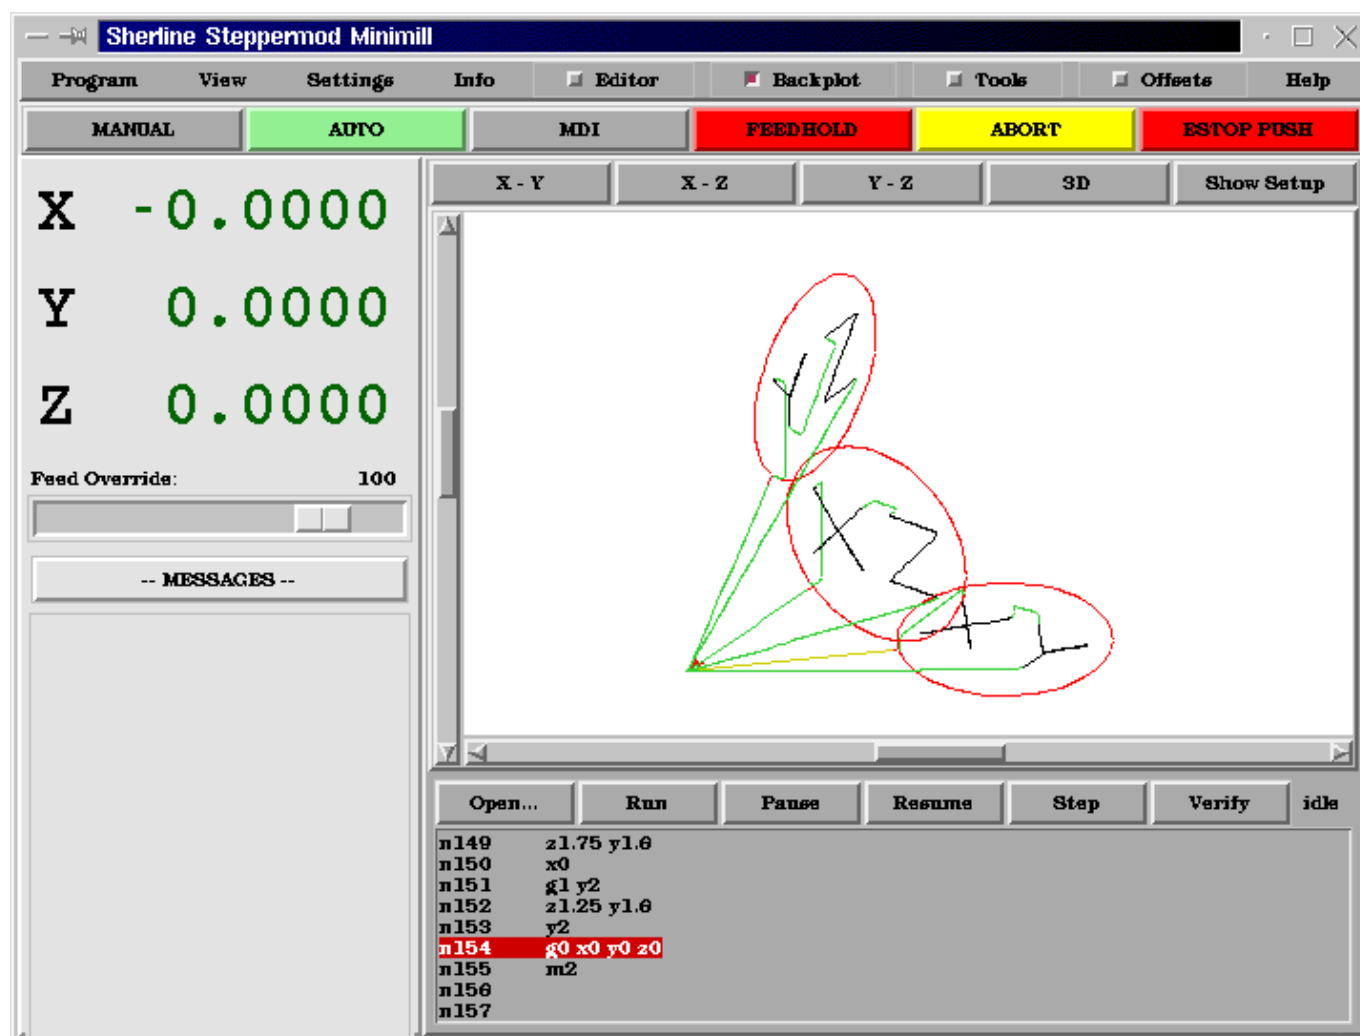 Sherline Steppermod Minimill
Program View Settings Info Editor Backplot Tools Offsets Help
MANUAL AUTO MDI FEEDHOLD ABORT ESTOP PUSH
X - Y X - Z Y - Z 3D Show Setup
X -0.0000
Y 0.0000
Z 0.0000
Feed Override: 100
-- MESSAGES --
Y Z
X Z
X Y
Open... Run Pause Resume Step Verify idle
n149 z1.75 y1.6
n150 x0
n151 g1 y2
n152 z1.25 y1.6
n153 y2
n154 g0 x0 y0 z0
n155 m2
n156
n157